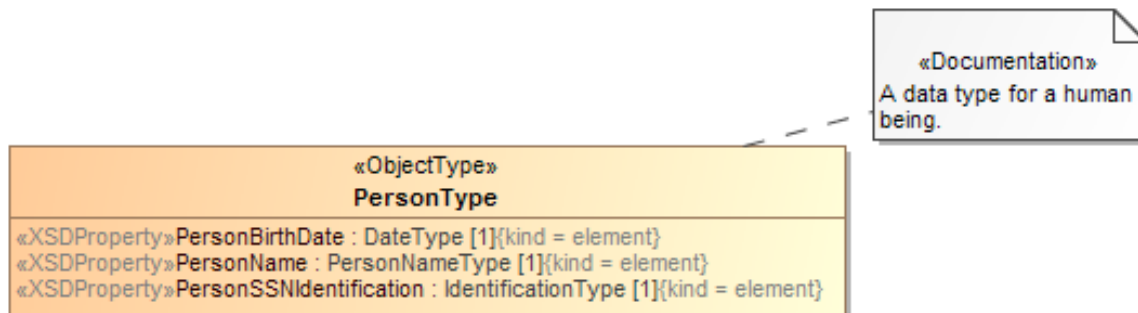 «Documentation»
A data type for a human
being.
«ObjectType»
PersonType
«XSDProperty»PersonBirthDate : DateType [1]{kind = element}
«XSDProperty»PersonName : PersonNameType [1]{kind = element}
«XSDProperty»PersonSSNIdentification : IdentificationType [1]{kind = element}